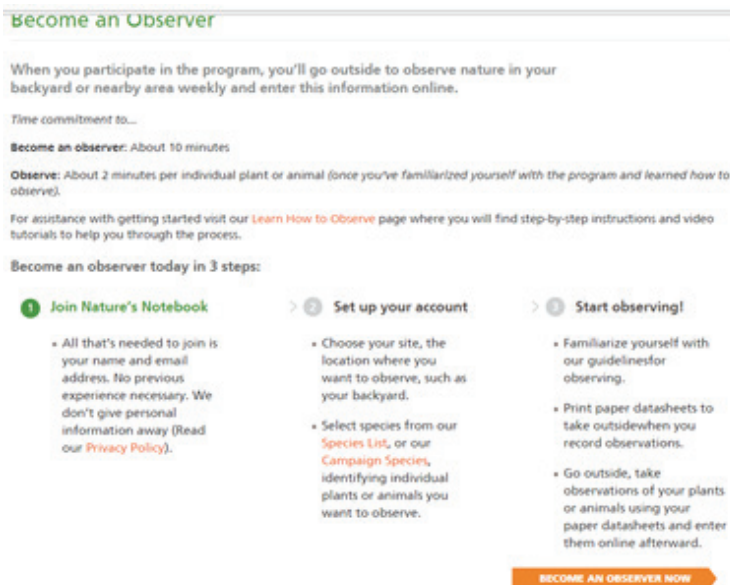 Become an Observer
When you participate in the program, you'll go outside to observe nature in your
backyard or nearby area weekly and enter this information online.
Time commitment to...
Become an observer: About 10 minutes
Observe: About 2 minutes per individual plant or animal (once you've familiarized yourself with the program and learned how to
observe).
For assistance with getting started visit our Learn How to Observe page where you will find step-by-step instructions and video
tutorials to help you through the process.
Become an observer today in 3 steps:
1 Join Nature's Notebook
• All that's needed to join is
your name and email
address. No previous
experience necessary. We
don't give personal
information away (Read
our Privacy Policy).
> 2 Set up your account
• Choose your site, the
location where you
want to observe, such as
your backyard.
• Select species from our
Species List, or our
Campaign Species,
identifying individual
plants or animals you
want to observe.
> 3 Start observing!
• Familiarize yourself with
our guidelinesfor
observing.
• Print paper datasheets to
take outsidewhen you
record observations.
• Go outside, take
observations of your plants
or animals using your
paper datasheets and enter
them online afterward.
BECOME AN OBSERVER NOW